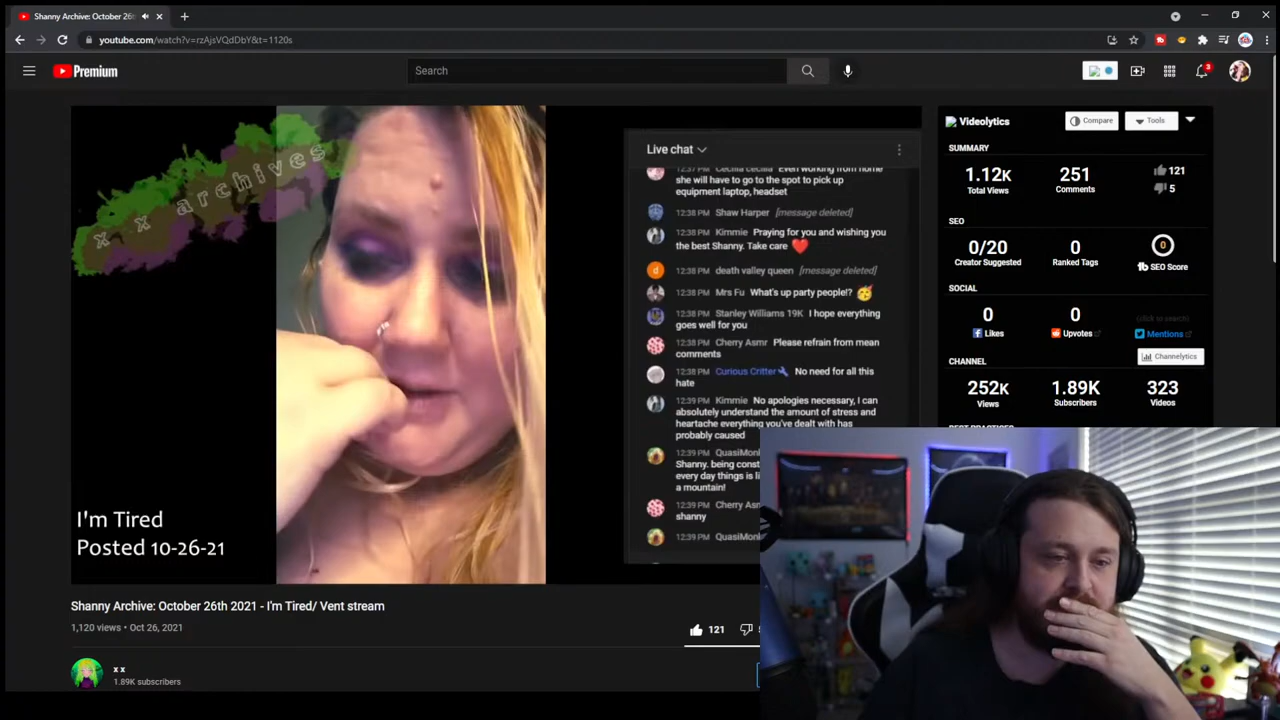 Shanny Archive: October 26th
youtube.com/watch?v=rzAjsVQdDbY&t=1120s
Premium
Search
3
x x archives
I'm Tired
Posted 10-26-21
Live chat
12:37 PM Cecilia cecilia Even working from home
she will have to go to the spot to pick up
equipment laptop, headset
12:38 PM Shaw Harper [message deleted]
12:38 PM Kimmie Praying for you and wishing you
the best Shanny. Take care
d 12:38 PM death valley queen [message deleted]
12:38 PM Mrs Fu What's up party people!?
12:38 PM Stanley Williams 19K I hope everything
goes well for you
12:38 PM Cherry Asmr Please refrain from mean
comments
12:38 PM Curious Critter No need for all this
hate
12:39 PM Kimmie No apologies necessary, I can
absolutely understand the amount of stress and
heartache everything you've dealt with has
probably caused
12:39 PM QuasiMonk
Shanny. being const
every day things is li
a mountain!
12:39 PM Cherry Asm
shanny
12:39 PM QuasiMonk
Videolytics
Compare
Tools
SUMMARY
1.12K
Total Views
251
Comments
121
5
SEO
0/20
Creator Suggested
0
Ranked Tags
0
tb SEO Score
SOCIAL
0
Likes
0
Upvotes
(click to search)
Mentions
Channelytics
CHANNEL
252K
Views
1.89K
Subscribers
323
Videos
Shanny Archive: October 26th 2021 - I'm Tired/ Vent stream
1,120 views • Oct 26, 2021
121
x x
1.89K subscribers